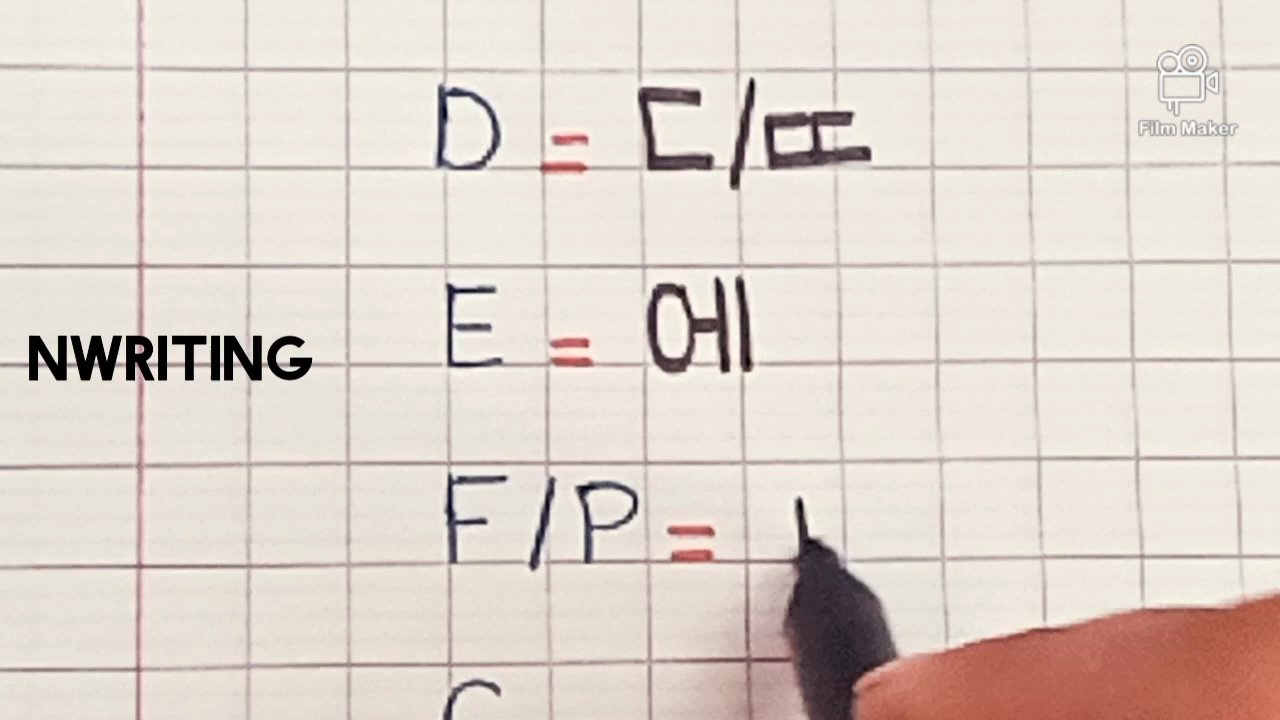 Film Maker
D = ㄷ/ㄸ
E = 에
NWRITING
F/P =